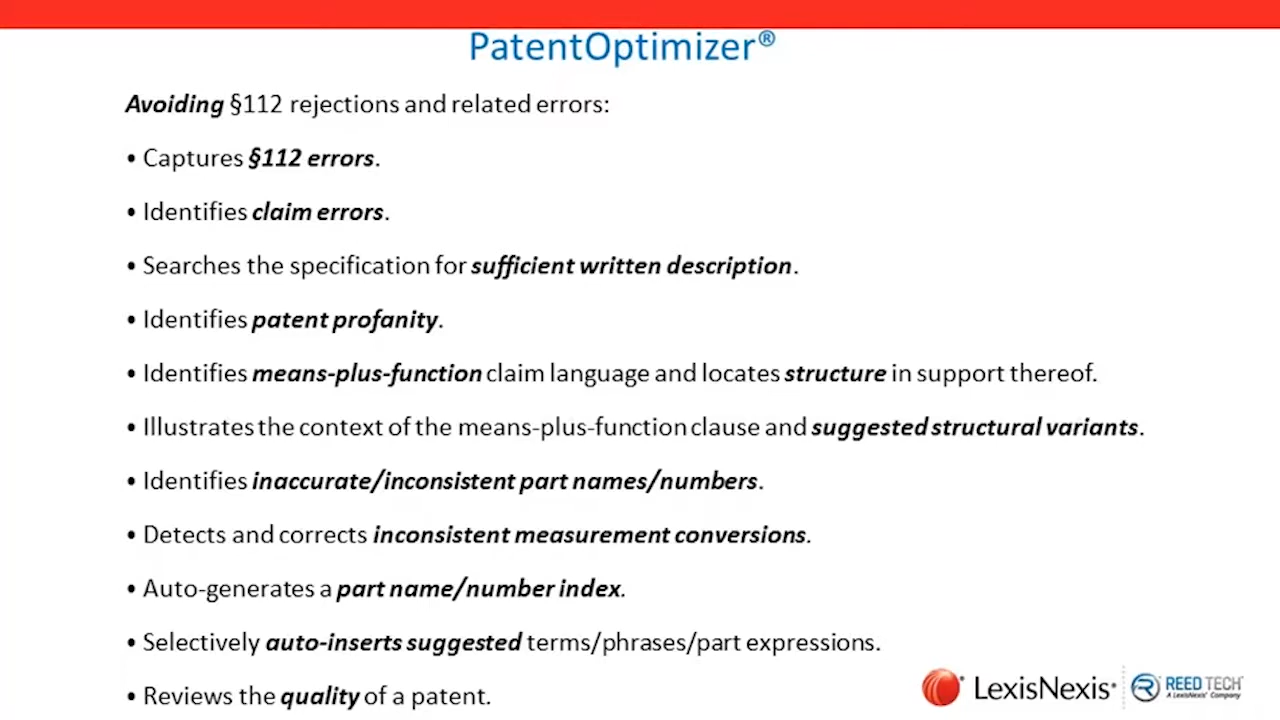 PatentOptimizer®
Avoiding §112 rejections and related errors:
• Captures §112 errors.
• Identifies claim errors.
• Searches the specification for sufficient written description.
• Identifies patent profanity.
• Identifies means-plus-function claim language and locates structure in support thereof.
• Illustrates the context of the means-plus-function clause and suggested structural variants.
• Identifies inaccurate/inconsistent part names/numbers.
• Detects and corrects inconsistent measurement conversions.
• Auto-generates a part name/number index.
• Selectively auto-inserts suggested terms/phrases/part expressions.
• Reviews the quality of a patent.
LexisNexis®
REED TECH
A LexisNexis® Company